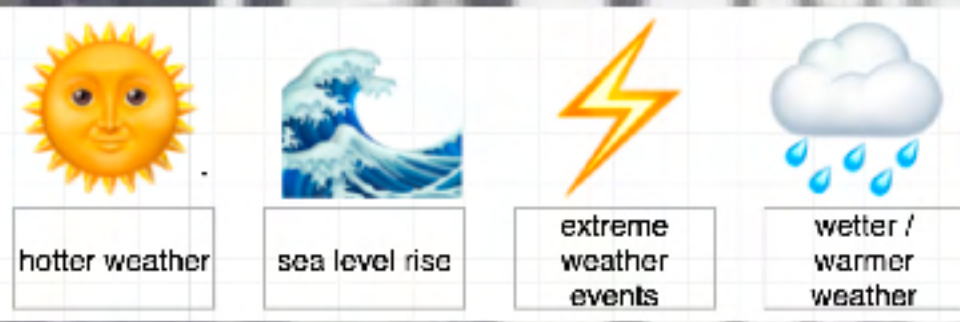 hotter weather
sea level rise
extreme
weather
events
wetter /
warmer
weather